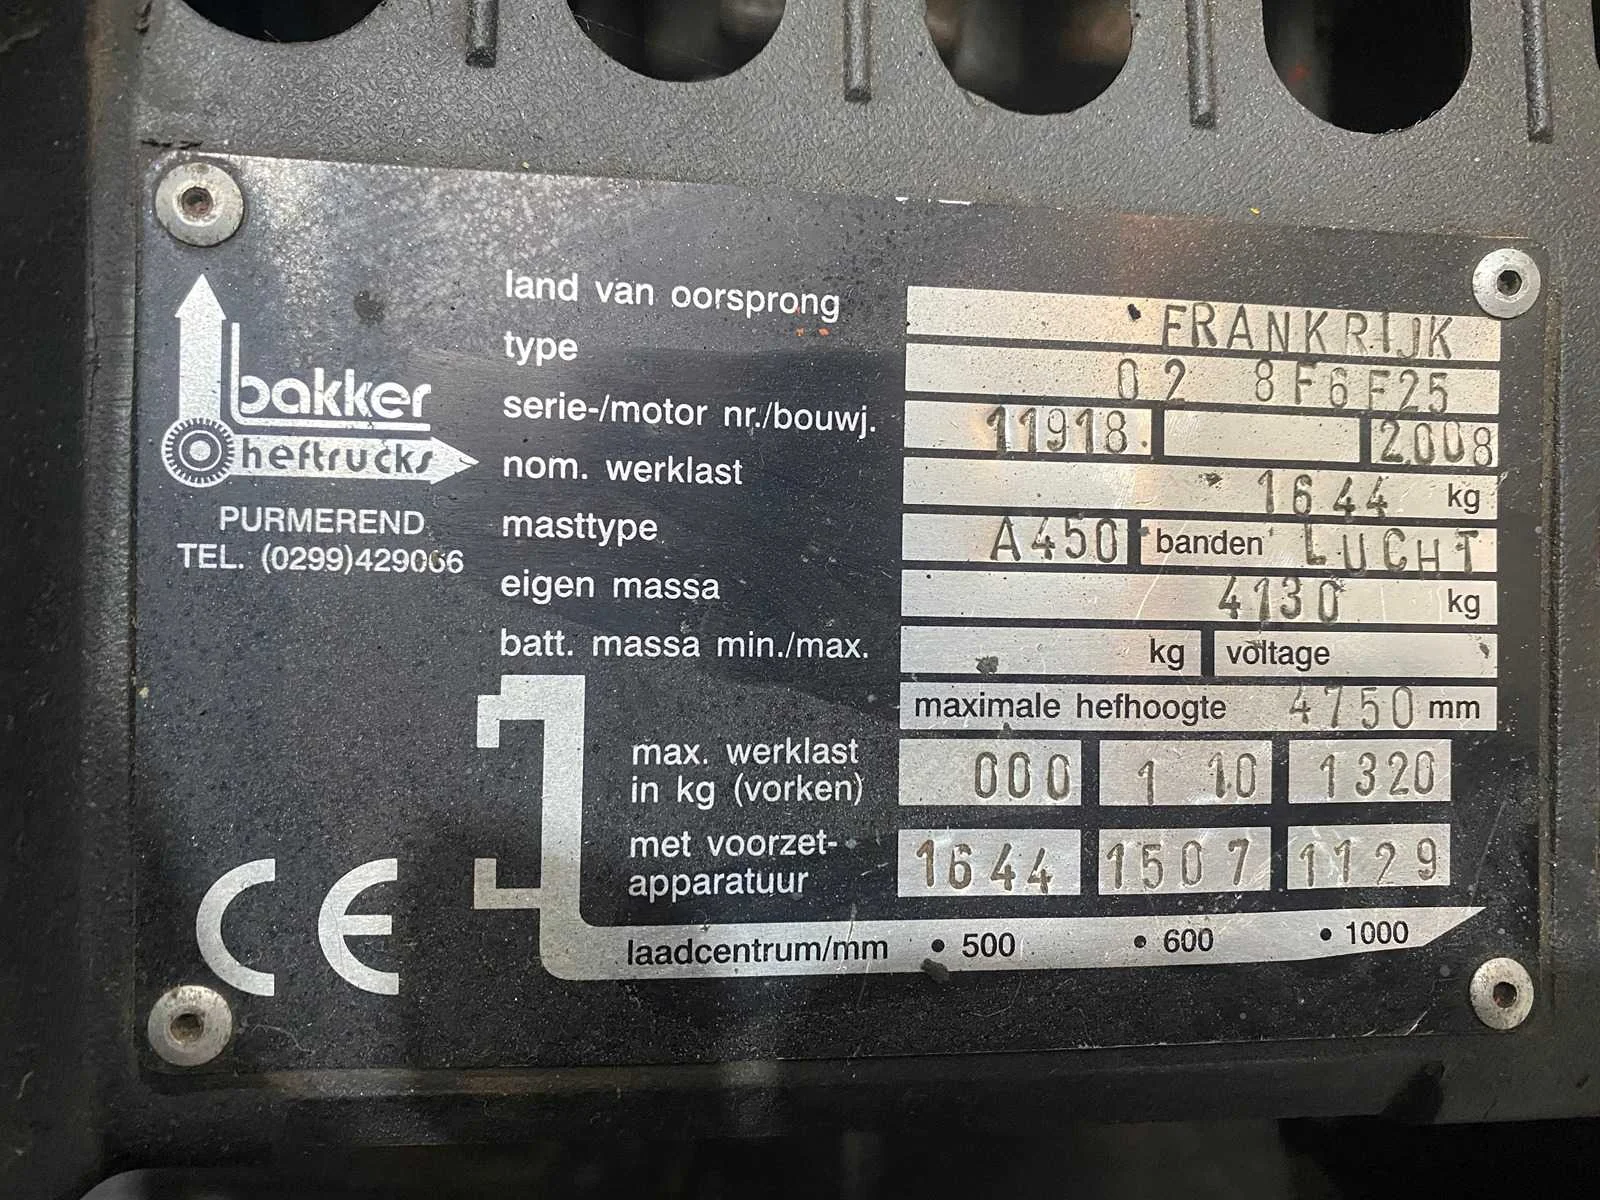 land van oorsprong FRANKRIJK
type 02 8F6F25
serie-/motor nr./bouwj. 11918 2008
nom. werklast 1644 kg
masttype A450 banden LUCHT
eigen massa 4130 kg
batt. massa min./max. kg voltage
maximale hefhoogte 4750 mm
max. werklast
in kg (vorken) 000 1 10 1320
met voorzet-
apparatuur 1644 1507 1129
laadcentrum/mm • 500 • 600 • 1000
bakker
heftrucks
PURMEREND
TEL. (0299)429066
CE